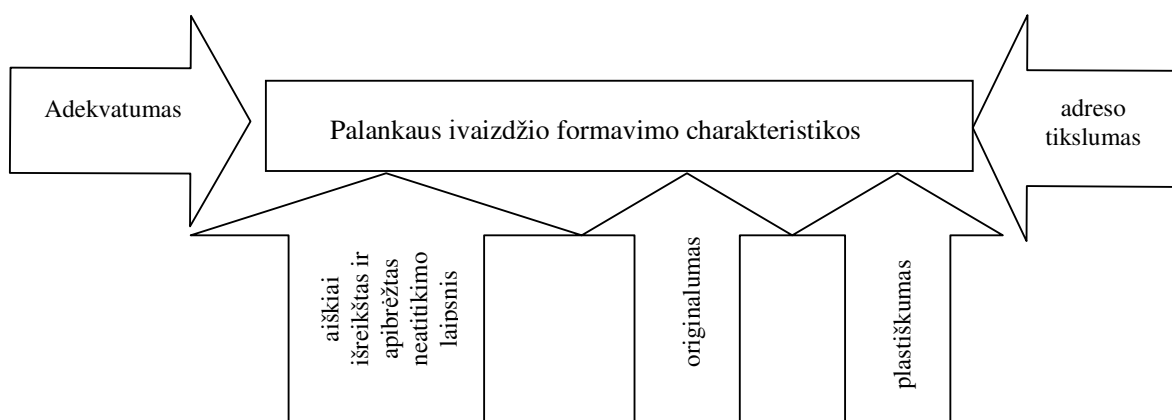 Adekvatumas
Palankaus ivaizdžio formavimo charakteristikos
adreso
tikslumas
aiškiai
išreikštas ir
apibrėžtas
neatitikimo
laipsnis
originalumas
plastiškumas